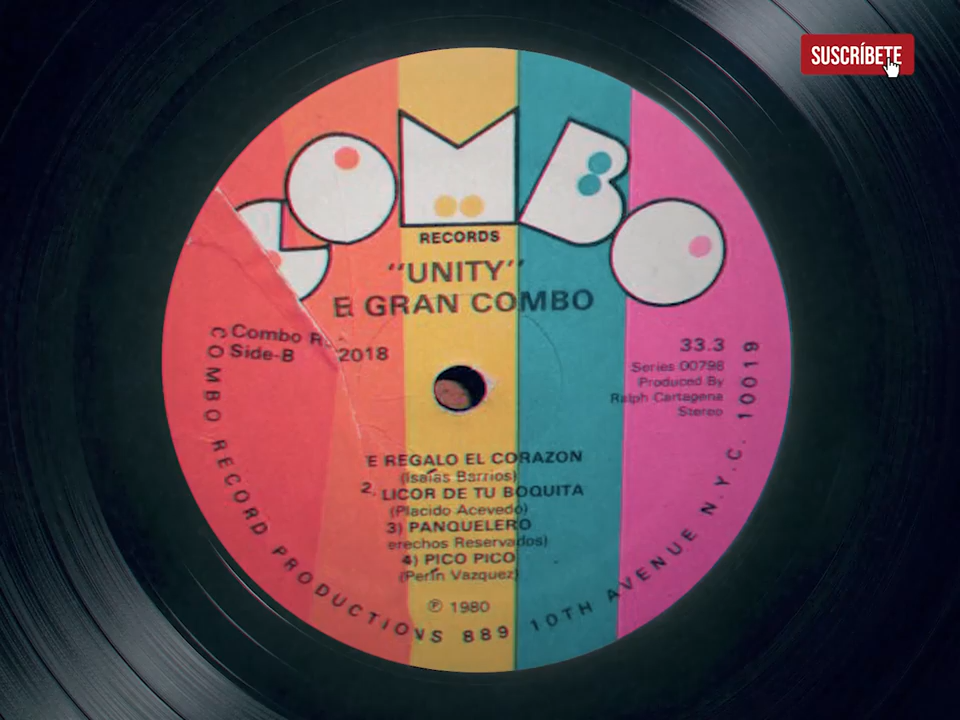 SUSCRÍBETE
COMBO
RECORDS
"UNITY"
E GRAN COMBO
Combo R. 2018
Side-B
33.3
Series 00798
Produced By
Ralph Cartagena
Stereo
E REGALO EL CORAZON
(Isaías Barrios)
2. LICOR DE TU BOQUITA
(Placido Acevedo)
3) PANQUELERO
erechos Reservados)
4) PICO PICO
(Perín Vazquez)
℗ 1980
COMBO RECORD PRODUCTIONS 889 10TH AVENUE N.Y.C. 10019